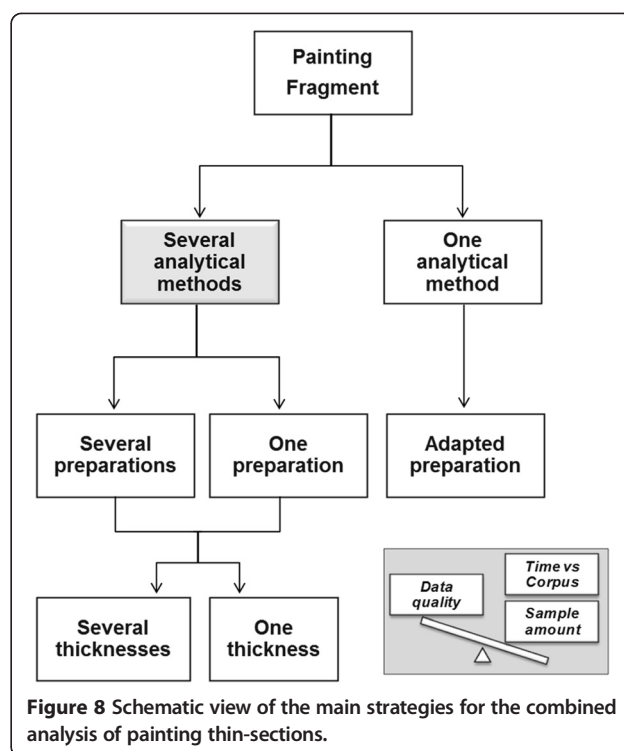 Painting
Fragment
Several
analytical
methods
One
analytical
method
Several
preparations
One
preparation
Adapted
preparation
Several
thicknesses
One
thickness
Data
quality
Time vs
Corpus
Sample
amount
Figure 8 Schematic view of the main strategies for the combined
analysis of painting thin-sections.